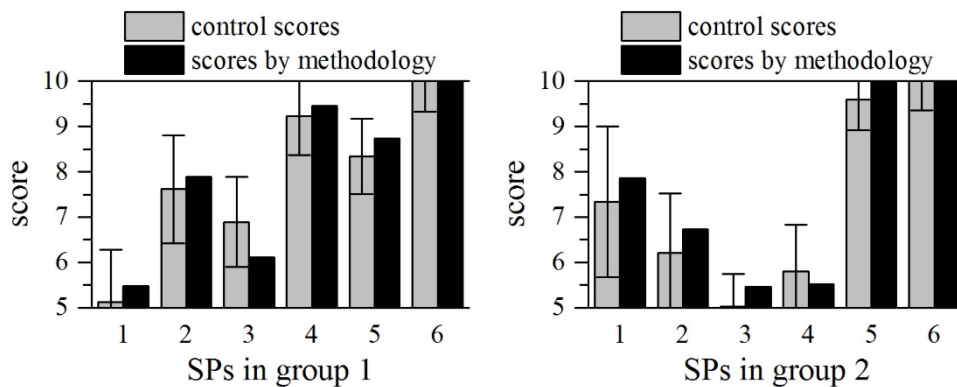 control scores
scores by methodology
10
9
8
7
6
5
score
1 2 3 4 5 6
SPs in group 1
control scores
scores by methodology
10
9
8
7
6
5
score
1 2 3 4 5 6
SPs in group 2